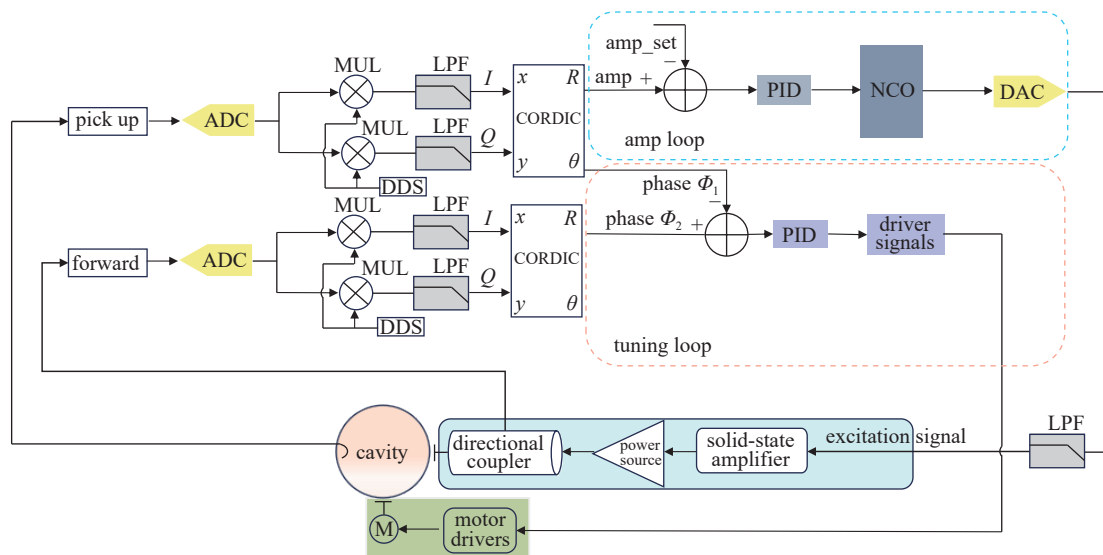 amp_set
−
MUL
LPF
I
x
R
amp +
PID
NCO
DAC
pick up
ADC
MUL
LPF
Q
CORDIC
y
θ
amp loop
DDS
phase Φ1
−
MUL
LPF
I
x
R
phase Φ2 +
PID
driver
signals
forward
ADC
MUL
LPF
Q
CORDIC
y
θ
DDS
tuning loop
cavity
directional
coupler
power
source
solid-state
amplifier
excitation signal
LPF
M
motor
drivers